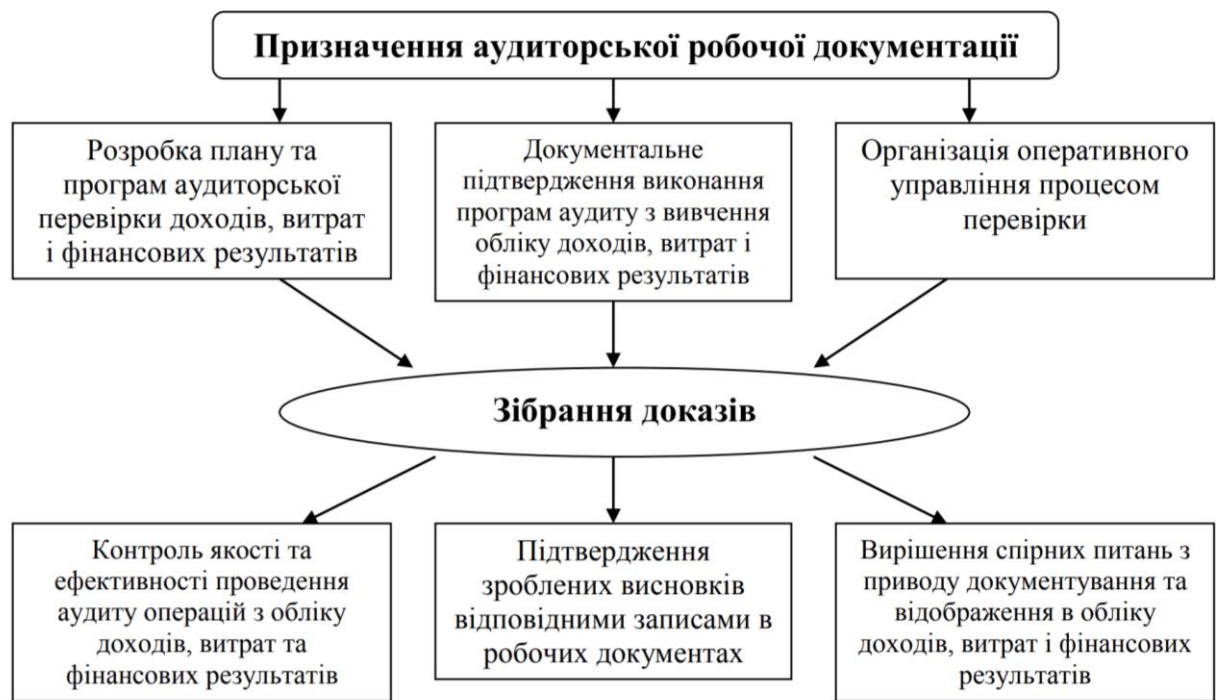 Призначення аудиторської робочої документації
Розробка плану та
програм аудиторської
перевірки доходів, витрат
і фінансових результатів
Документальне
підтвердження виконання
програм аудиту з вивчення
обліку доходів, витрат і
фінансових результатів
Організація оперативного
управління процесом
перевірки
Зібрання доказів
Контроль якості та
ефективності проведення
аудиту операцій з обліку
доходів, витрат та
фінансових результатів
Підтвердження
зроблених висновків
відповідними записами в
робочих документах
Вирішення спірних питань з
приводу документування та
відображення в обліку
доходів, витрат і фінансових
результатів